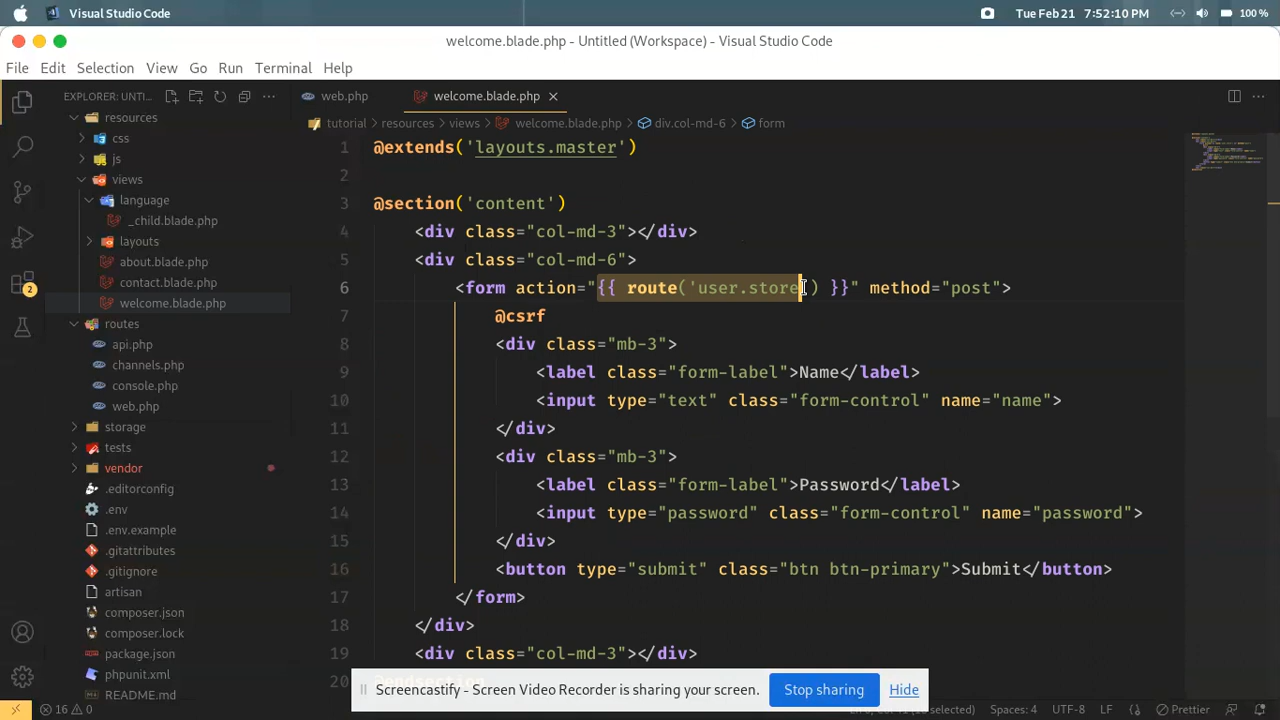 Visual Studio Code
Tue Feb 21 7:52:10 PM
100 %
welcome.blade.php - Untitled (Workspace) - Visual Studio Code
File Edit Selection View Go Run Terminal Help
EXPLORER: UNTI...
web.php
welcome.blade.php
tutorial > resources > views > welcome.blade.php > div.col-md-6 > form
resources
css
js
views
language
_child.blade.php
layouts
about.blade.php
contact.blade.php
welcome.blade.php
routes
api.php
channels.php
console.php
web.php
storage
tests
vendor
.editorconfig
.env
.env.example
.gitattributes
.gitignore
artisan
composer.json
composer.lock
package.json
phpunit.xml
README.md
2
1 @extends('layouts.master')
2
3 @section('content')
4 <div class="col-md-3"></div>
5 <div class="col-md-6">
6 <form action="{{ route('user.store') }}" method="post">
7 @csrf
8 <div class="mb-3">
9 <label class="form-label">Name</label>
10 <input type="text" class="form-control" name="name">
11 </div>
12 <div class="mb-3">
13 <label class="form-label">Password</label>
14 <input type="password" class="form-control" name="password">
15 </div>
16 <button type="submit" class="btn btn-primary">Submit</button>
17 </form>
18 </div>
19 <div class="col-md-3"></div>
20 @endsection
Screencastify - Screen Video Recorder is sharing your screen.
Stop sharing
Hide
16 0
Spaces: 4 UTF-8 LF Prettier